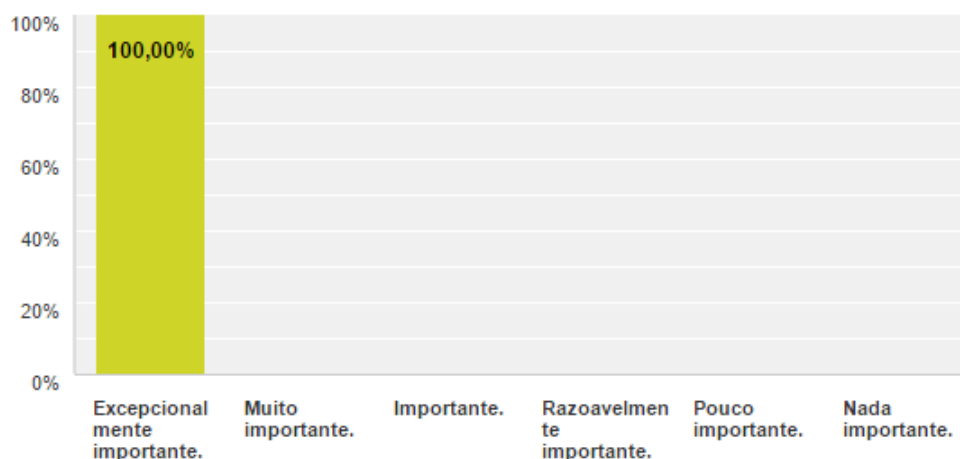 100%
100,00%
80%
60%
40%
20%
0%
Excepcional
mente
importante.
Muito
importante.
Importante.
Razoavelmen
te
importante.
Pouco
importante.
Nada
importante.